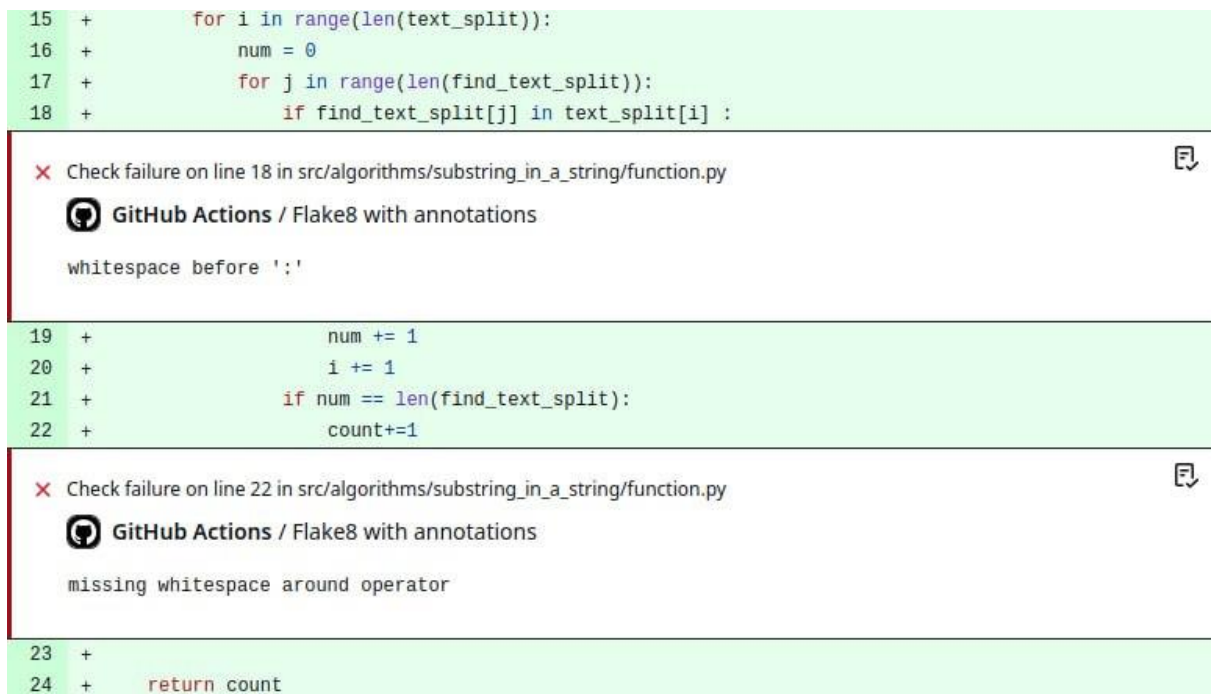 15 + for i in range(len(text_split)):
16 + num = 0
17 + for j in range(len(find_text_split)):
18 + if find_text_split[j] in text_split[i] :
Check failure on line 18 in src/algorithms/substring_in_a_string/function.py
GitHub Actions / Flake8 with annotations
whitespace before ':'
19 + num += 1
20 + i += 1
21 + if num == len(find_text_split):
22 + count+=1
Check failure on line 22 in src/algorithms/substring_in_a_string/function.py
GitHub Actions / Flake8 with annotations
missing whitespace around operator
23 +
24 + return count